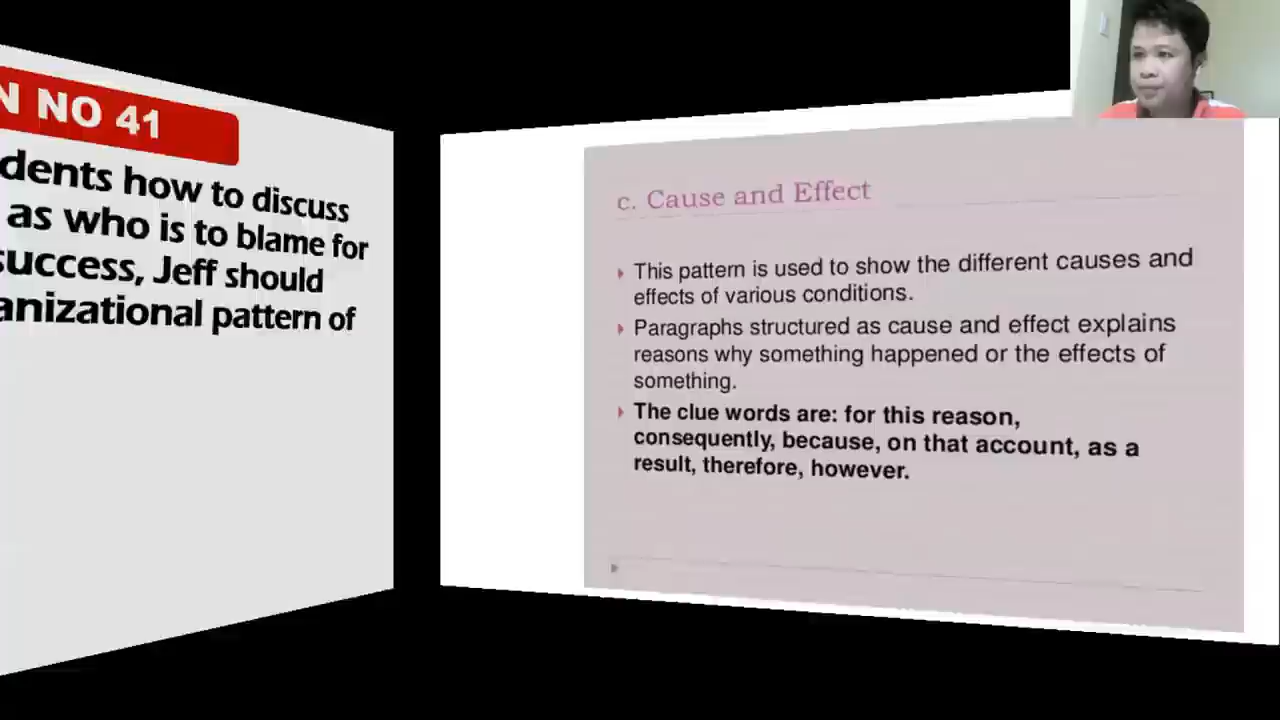 N NO 41
dents how to discuss
as who is to blame for
success, Jeff should
anizational pattern of
c. Cause and Effect
This pattern is used to show the different causes and
effects of various conditions.
Paragraphs structured as cause and effect explains
reasons why something happened or the effects of
something.
The clue words are: for this reason,
consequently, because, on that account, as a
result, therefore, however.